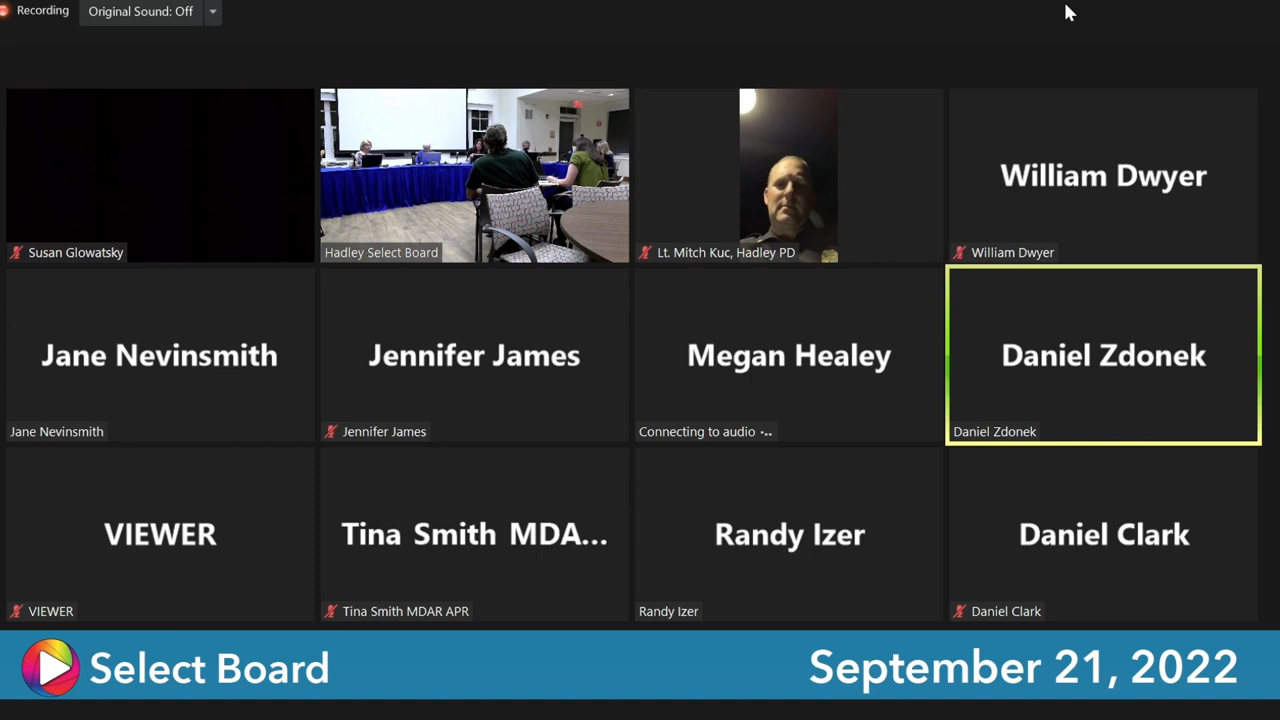 Recording
Original Sound: Off
Susan Glowatsky
Hadley Select Board
Lt. Mitch Kuc, Hadley PD
William Dwyer
William Dwyer
Jane Nevinsmith
Jane Nevinsmith
Jennifer James
Jennifer James
Megan Healey
Connecting to audio
Daniel Zdonek
Daniel Zdonek
VIEWER
VIEWER
Tina Smith MDA...
Tina Smith MDAR APR
Randy Izer
Randy Izer
Daniel Clark
Daniel Clark
Select Board
September 21, 2022